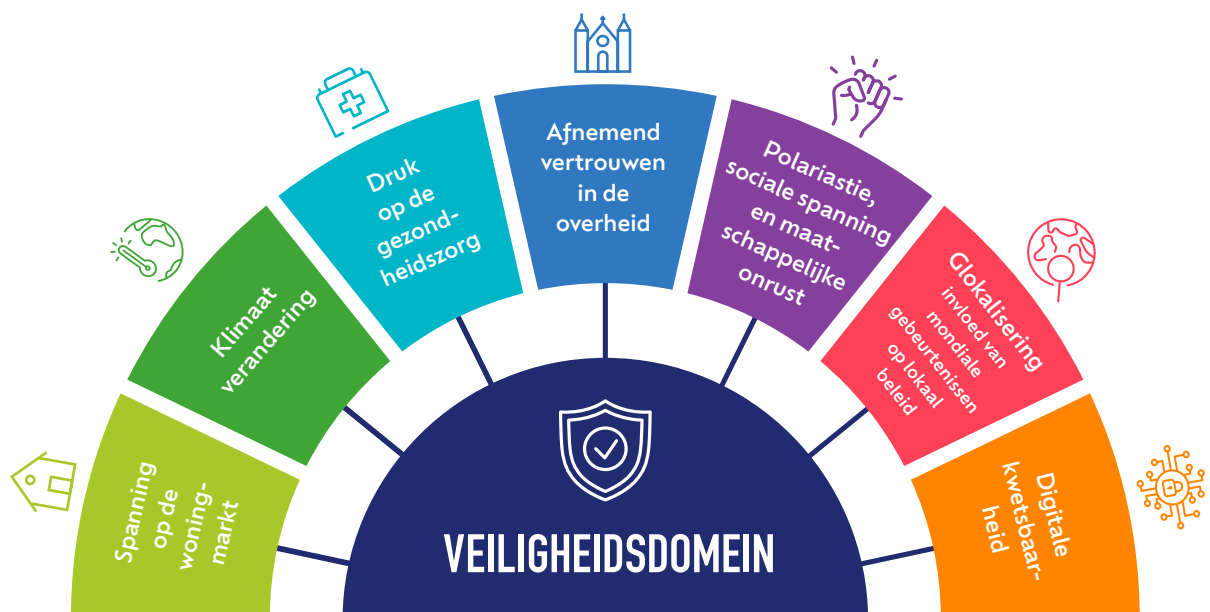 Spanning
op de
woning-
markt
Klimaat
verandering
Druk
op de
gezond-
heidszorg
Afnemend
vertrouwen
in de
overheid
Polariastie,
sociale spanning
en maat-
schappelijke
onrust
Glokalisering
invloed van
mondiale
gebeurtenissen
op lokaal
beleid
Digitale
kwetsbaar-
heid
VEILIGHEIDSDOMEIN